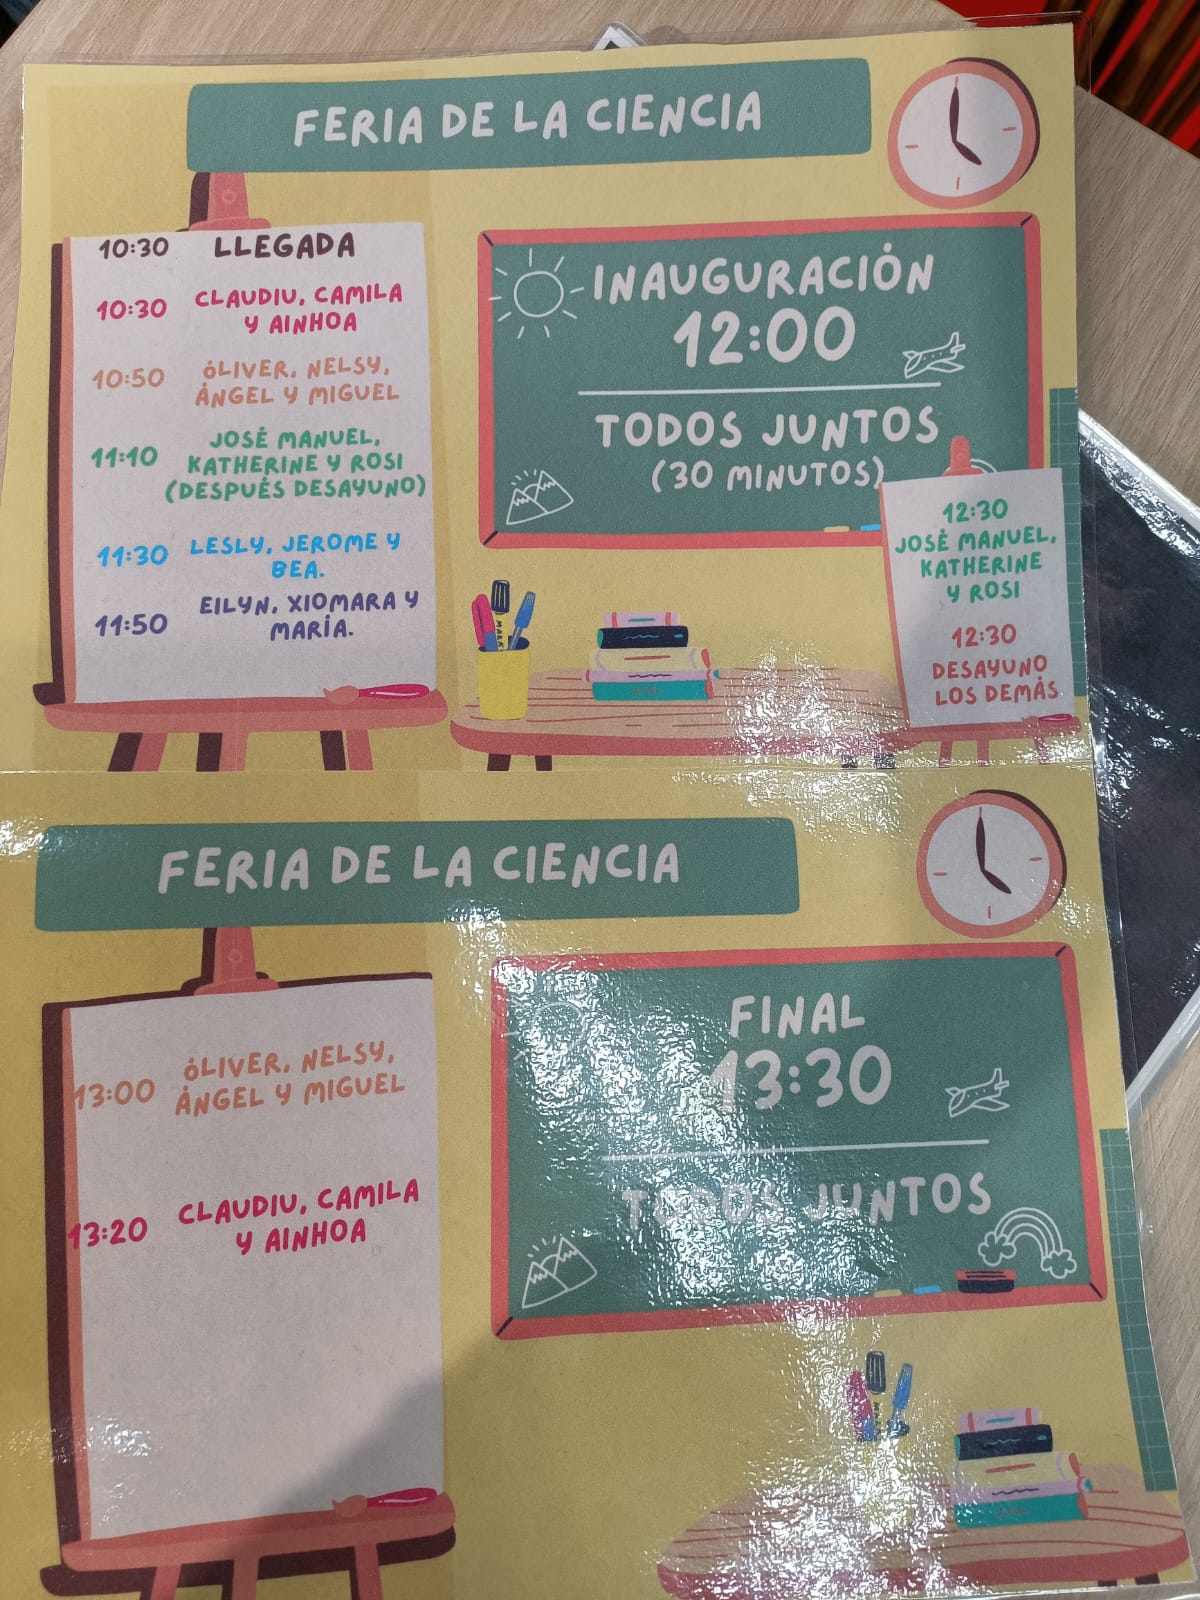 FERIA DE LA CIENCIA
10:30 LLEGADA
10:30 CLAUDIU, CAMILA
Y AINHOA
10:50 ÓLIVER, NELSY,
ÁNGEL Y MIGUEL
11:10 JOSÉ MANUEL,
KATHERINE Y ROSI
(DESPUÉS DESAYUNO)
11:30 LESLY, JEROME Y
BEA.
11:50 EILYN, XIOMARA Y
MARÍA.
INAUGURACIÓN
12:00
TODOS JUNTOS
(30 MINUTOS)
12:30
JOSÉ MANUEL,
KATHERINE
Y ROSI
12:30
DESAYUNO
LOS DEMÁS
FERIA DE LA CIENCIA
13:00 ÓLIVER, NELSY,
ÁNGEL Y MIGUEL
13:20 CLAUDIU, CAMILA
Y AINHOA
FINAL
13:30
TODOS JUNTOS